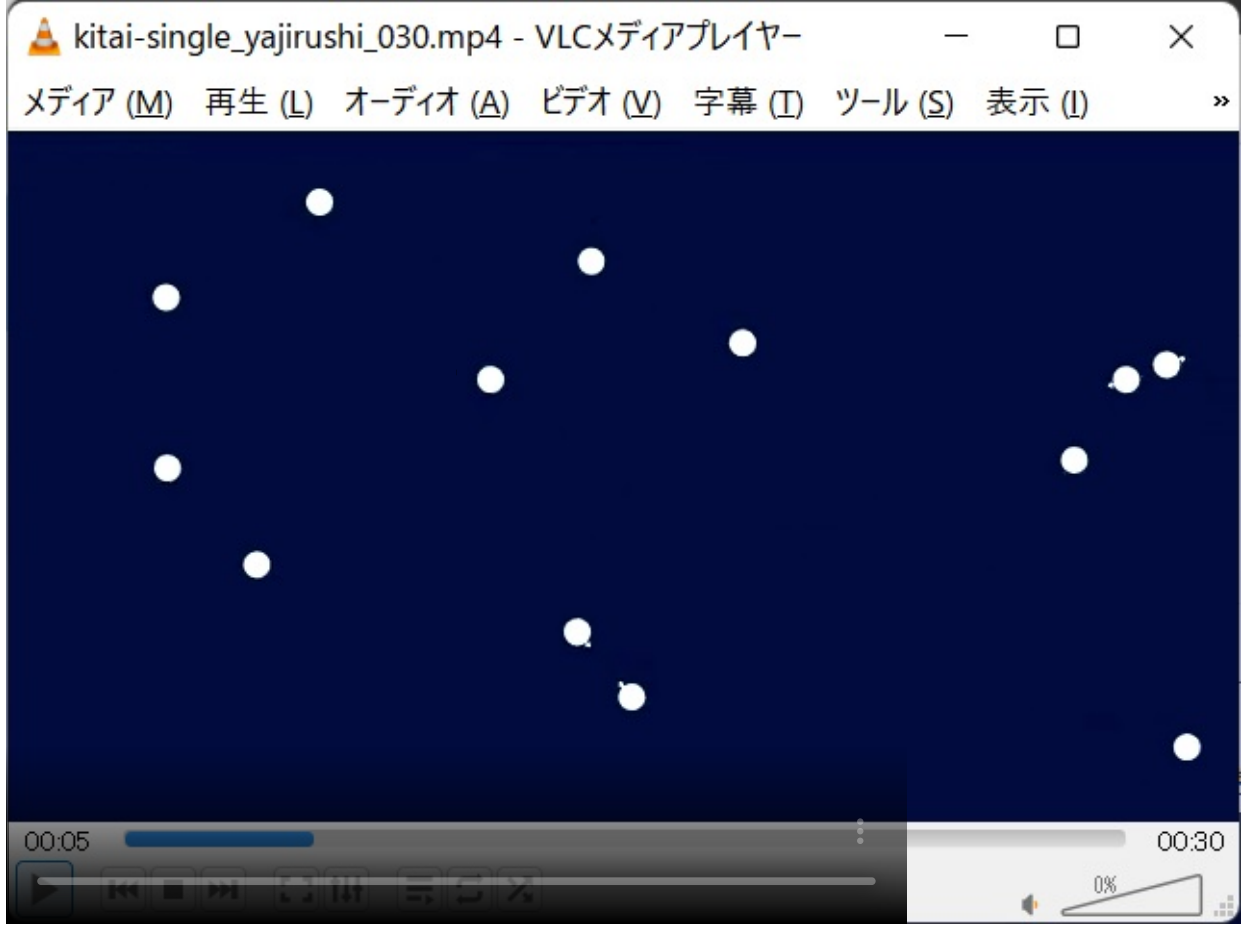 kitai-single_yajirushi_030.mp4 - VLCメディアプレイヤー
メディア (M) 再生 (L) オーディオ (A) ビデオ (V) 字幕 (T) ツール (S) 表示 (I) »
00:05 00:30
0%